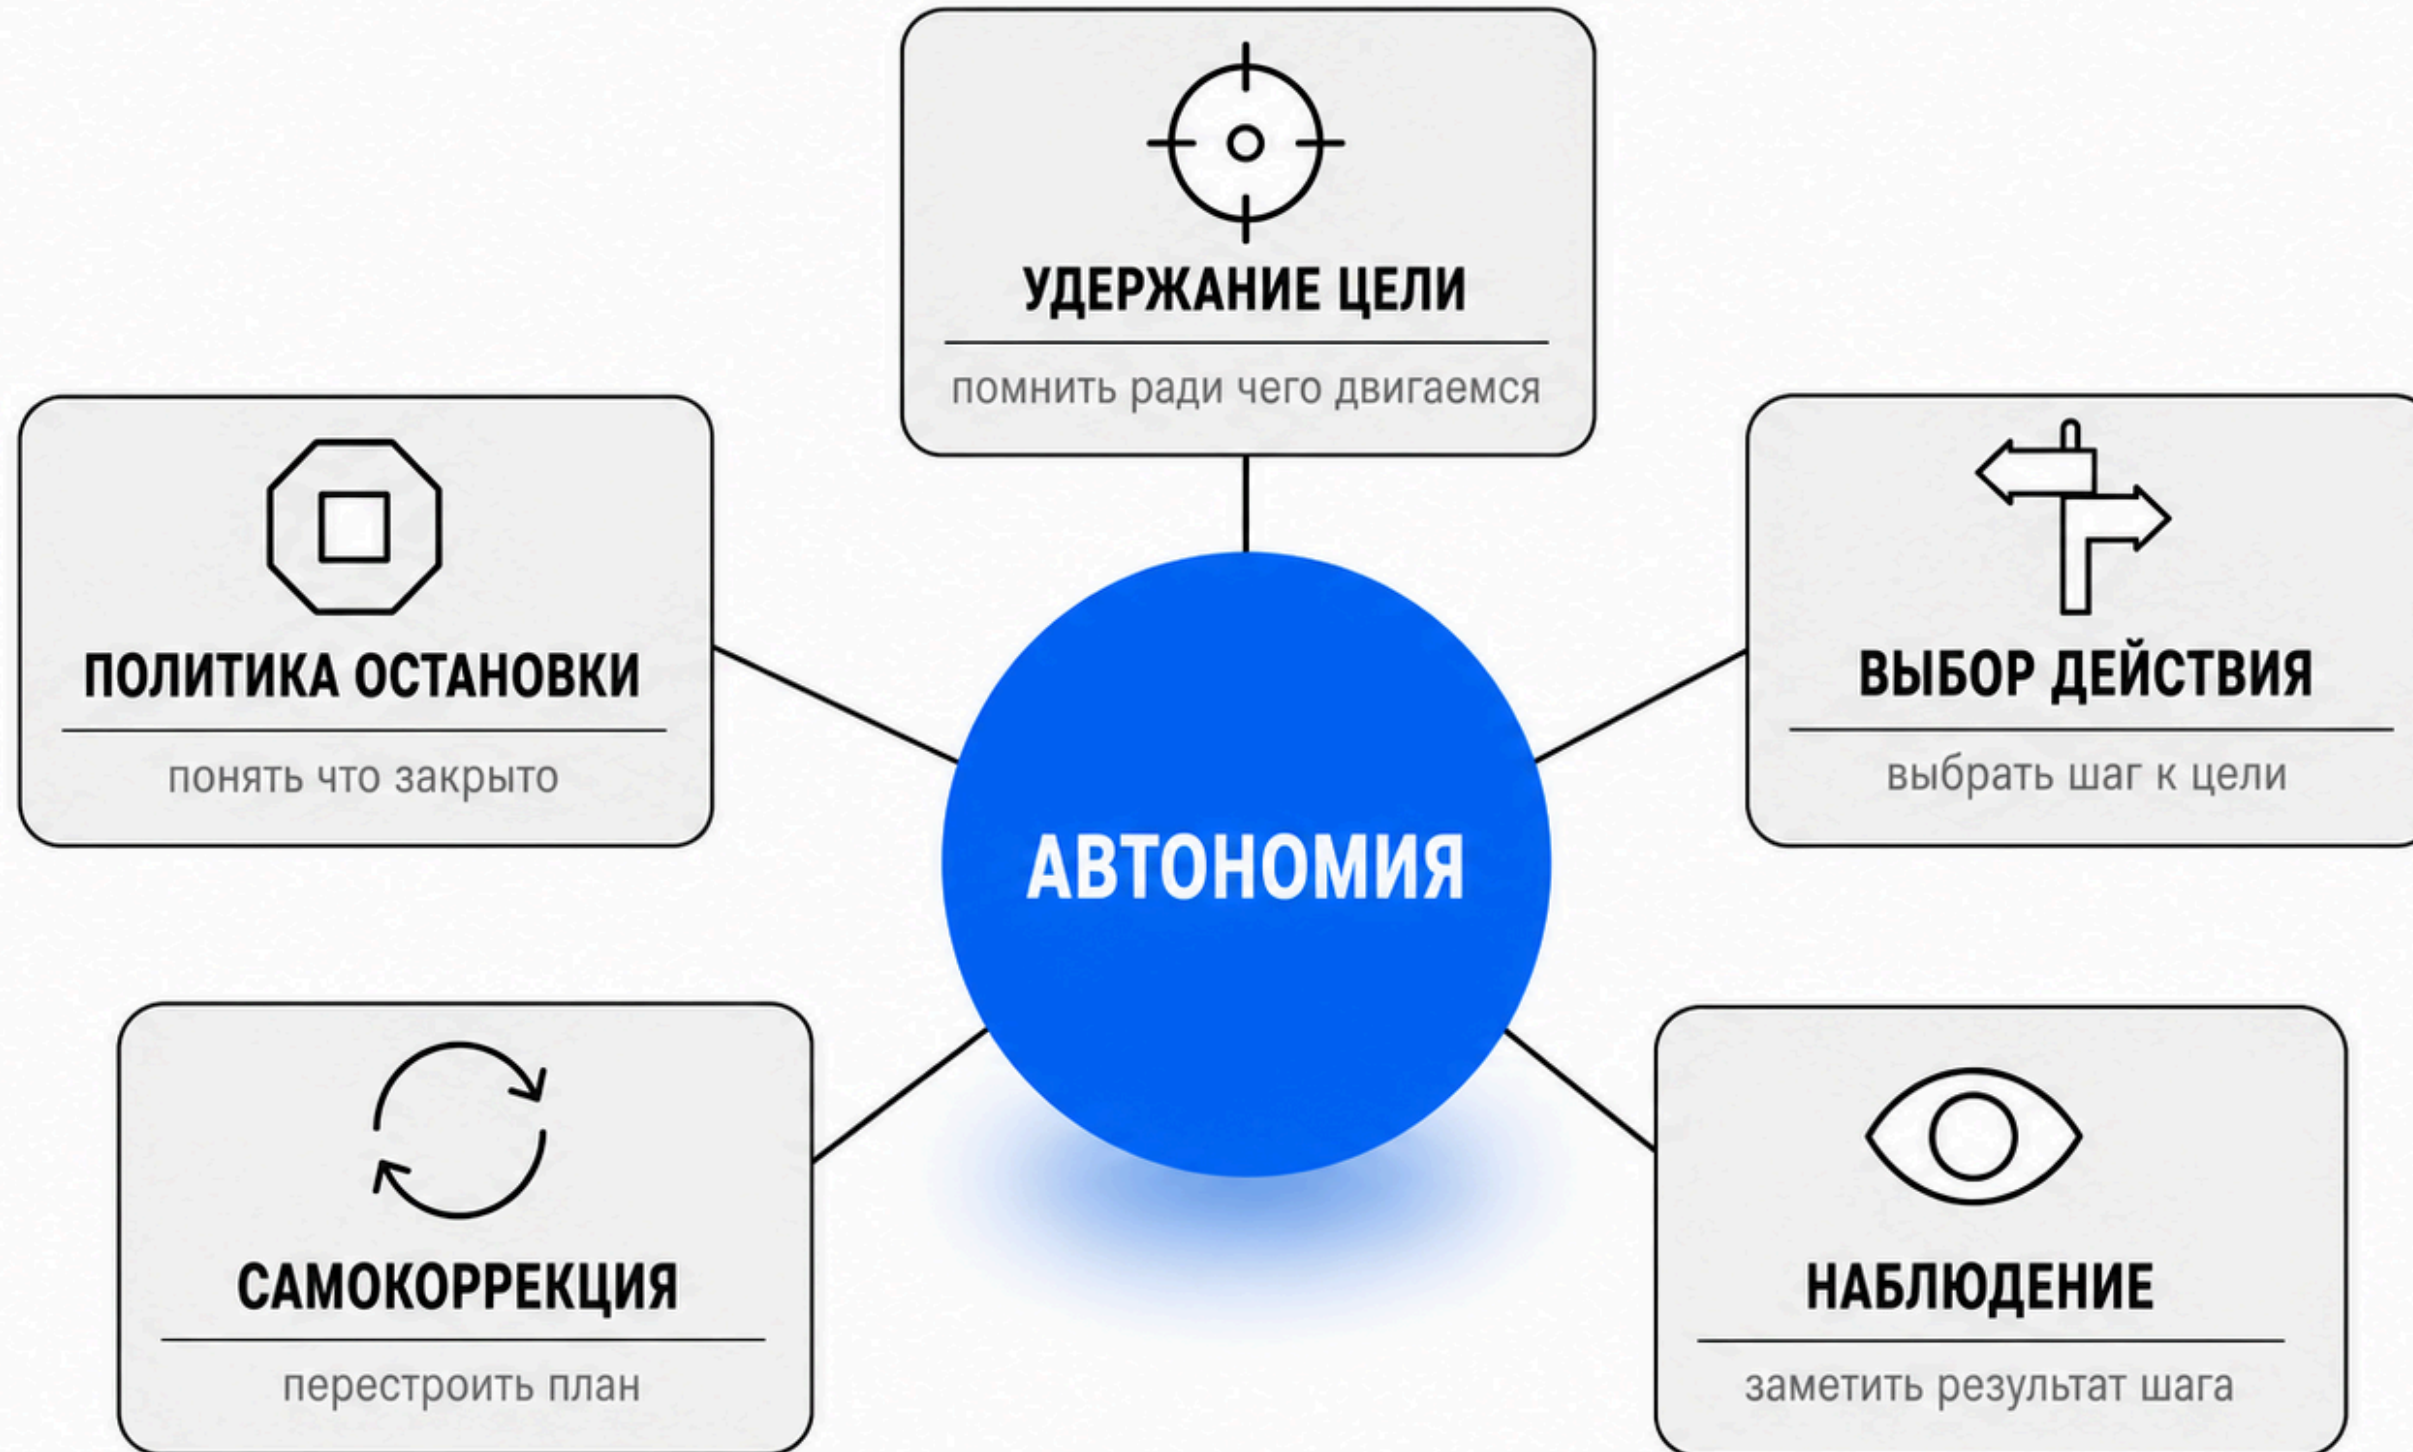 УДЕРЖАНИЕ ЦЕЛИ
помнить ради чего двигаемся
ПОЛИТИКА ОСТАНОВКИ
понять что закрыто
ВЫБОР ДЕЙСТВИЯ
выбрать шаг к цели
АВТОНОМИЯ
САМОКОРРЕКЦИЯ
перестроить план
НАБЛЮДЕНИЕ
заметить результат шага